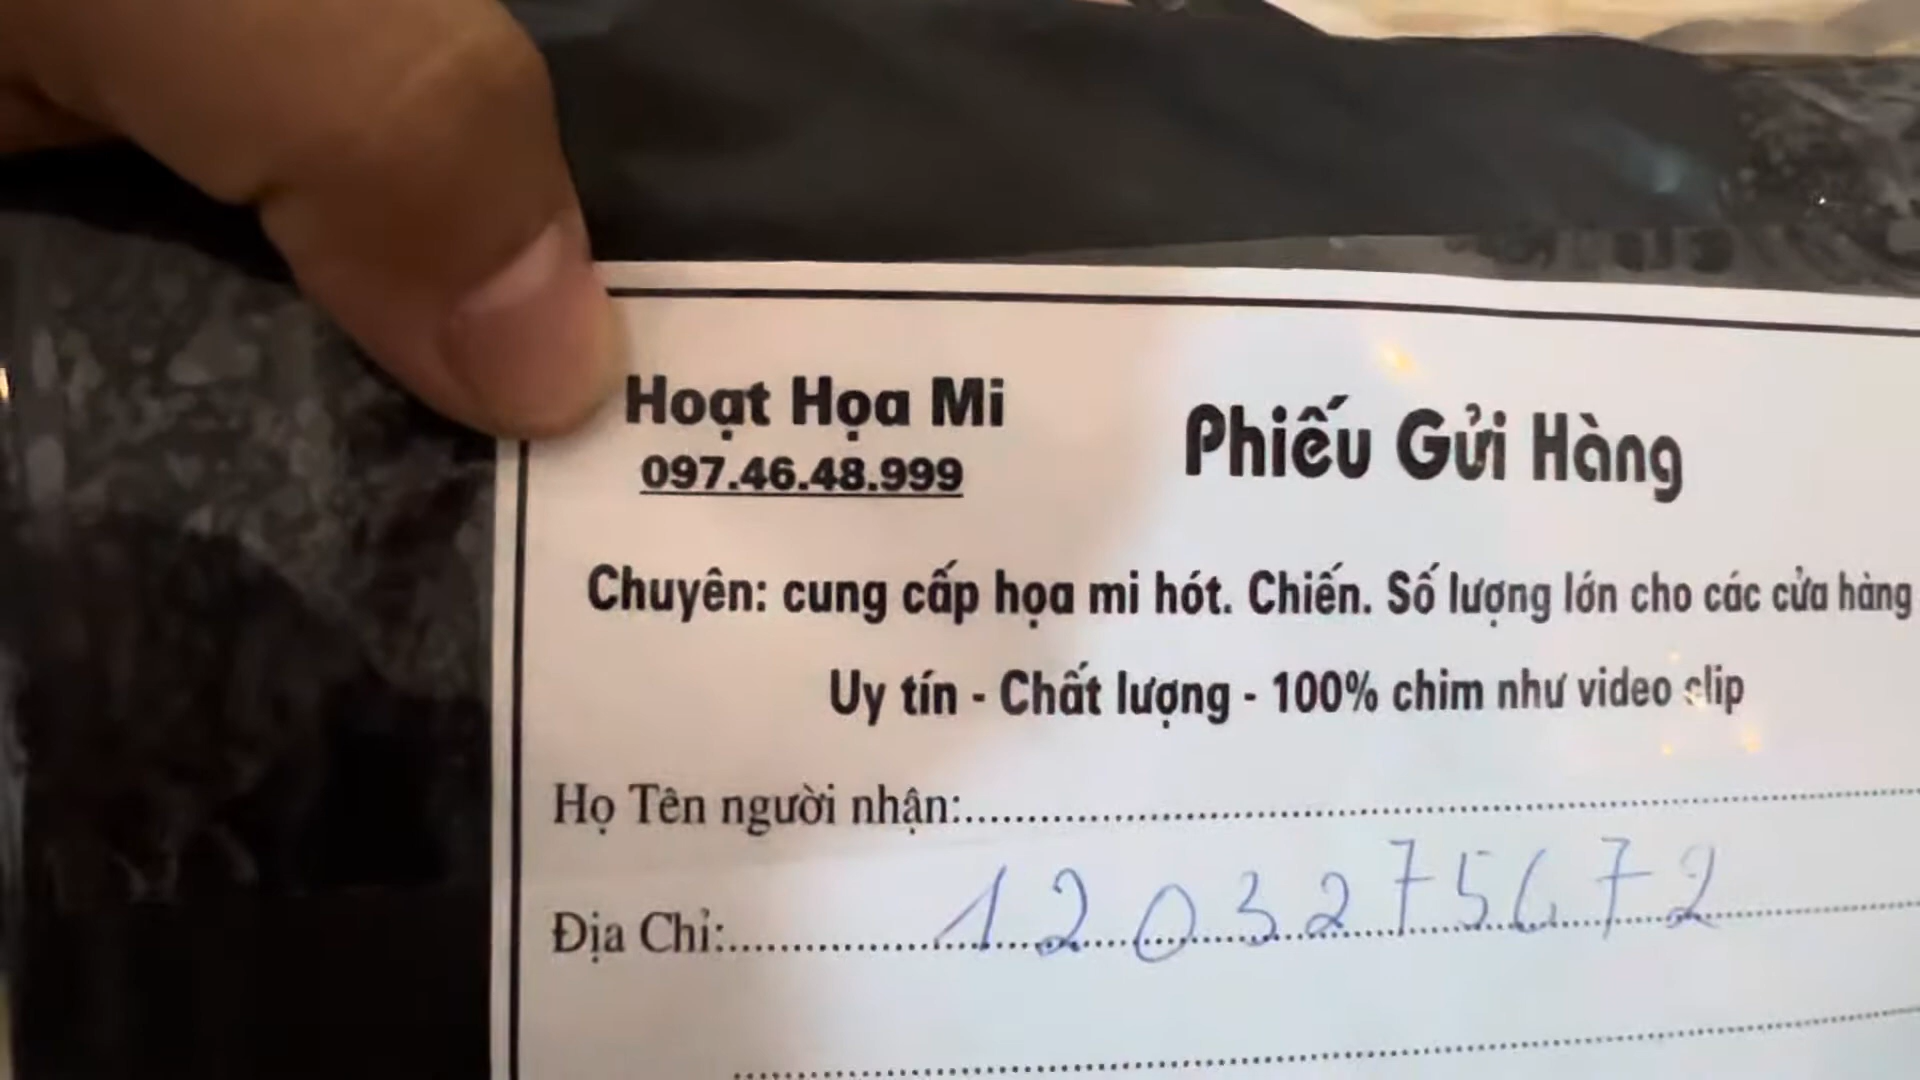 Hoạt Họa Mi
097.46.48.999
Phiếu Gửi Hàng
Chuyên: cung cấp họa mi hót. Chiến. Số lượng lớn cho các cửa hàng
Uy tín - Chất lượng - 100% chim như video clip
Họ Tên người nhận:
Địa Chỉ: 1203275672